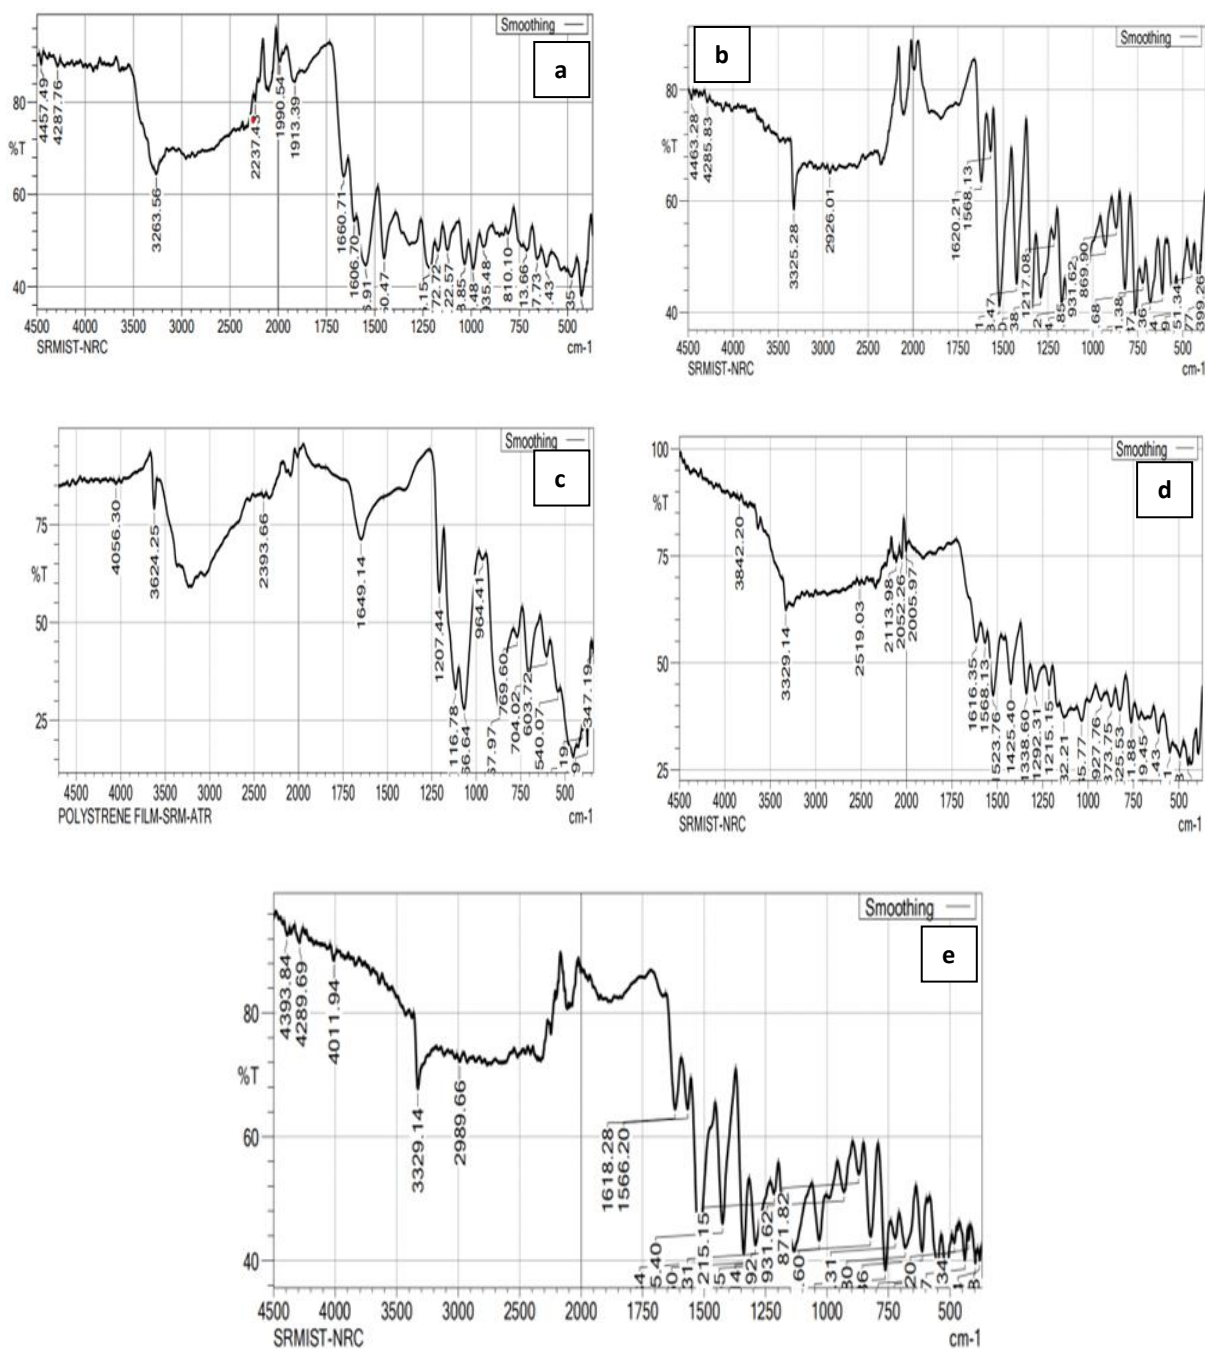 Smoothing
a
4457.49
4287.76
3263.56
2237.43
1990.54
1913.39
1660.71
1606.70
810.10
80
%T
60
40
4500 4000 3500 3000 2500 2000 1750 1500 1250 1000 750 500
SRMIST-NRC cm-1
Smoothing
b
4463.28
4285.83
3325.28
2926.01
1620.21
1568.13
1217.08
931.62
869.90
399.26
80
%T
60
40
4500 3000 2000 1750 1500 1250 1000 750 500
SRMIST-NRC cm-1
Smoothing
c
4056.30
3624.25
2393.66
1649.14
1207.44
964.41
769.60
704.02
603.72
540.07
347.19
75
%T
50
25
4500 4000 3500 3000 2500 2000 1750 1500 1250 1000 750 500
POLYSTRENE FILM-SRM-ATR cm-1
Smoothing
d
3842.20
3329.14
2519.03
2113.98
2052.26
2005.97
1616.35
1568.13
1523.76
1425.40
1338.60
1292.31
1215.15
927.76
100
%T
75
50
25
4500 4000 3500 3000 2500 2000 1750 1500 1250 1000 750 500
SRMIST-NRC cm-1
Smoothing
e
4393.84
4289.69
4011.94
3329.14
2989.66
1618.28
1566.20
931.62
871.82
80
%T
60
40
4500 4000 3500 3000 2500 2000 1750 1500 1250 1000 750 500
SRMIST-NRC cm-1